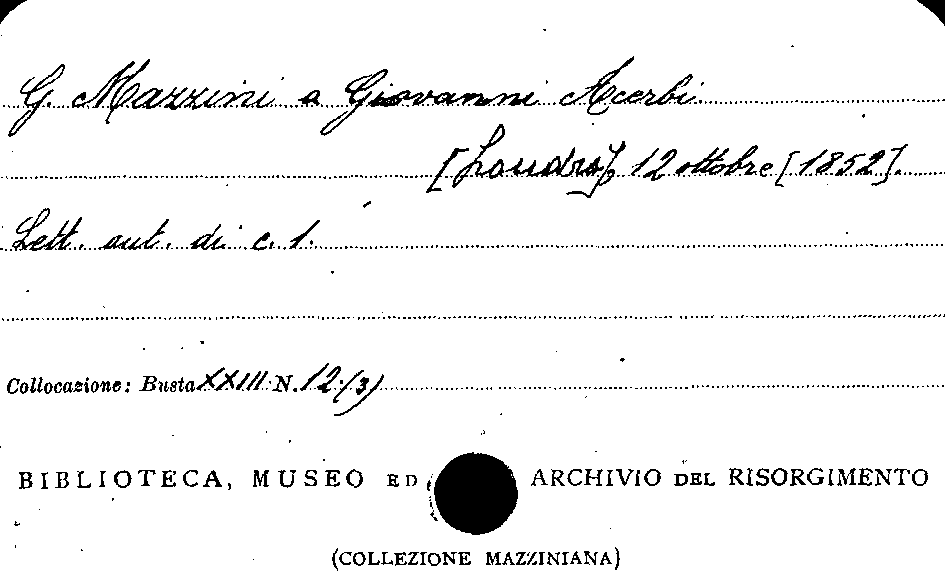 G. Mazzini a Giovanni Acerbi.
[Londra], 12 ottobre [1852].
Lett. aut. di c. 1.
Collocazione: Busta XXIII N. 12 (3)
BIBLIOTECA, MUSEO ED ARCHIVIO DEL RISORGIMENTO
(COLLEZIONE MAZZINIANA)